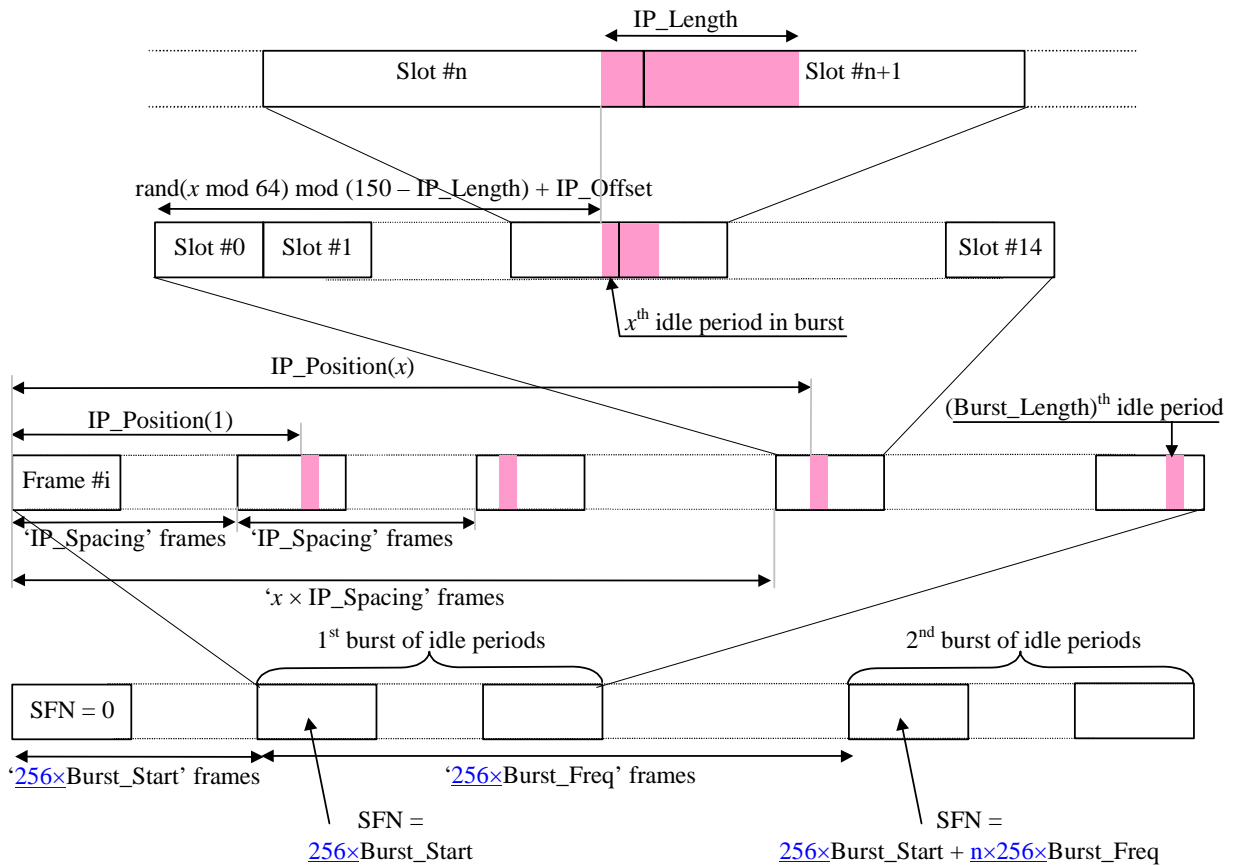 IP_Length
Slot #n
Slot #n+1
rand(x mod 64) mod (150 – IP_Length) + IP_Offset
Slot #0
Slot #1
Slot #14
xth idle period in burst
IP_Position(x)
(Burst_Length)th idle period
IP_Position(1)
Frame #i
‘IP_Spacing’ frames
‘IP_Spacing’ frames
‘x × IP_Spacing’ frames
1st burst of idle periods
2nd burst of idle periods
SFN = 0
‘256×Burst_Start’ frames
‘256×Burst_Freq’ frames
SFN =
256×Burst_Start
SFN =
256×Burst_Start + n×256×Burst_Freq